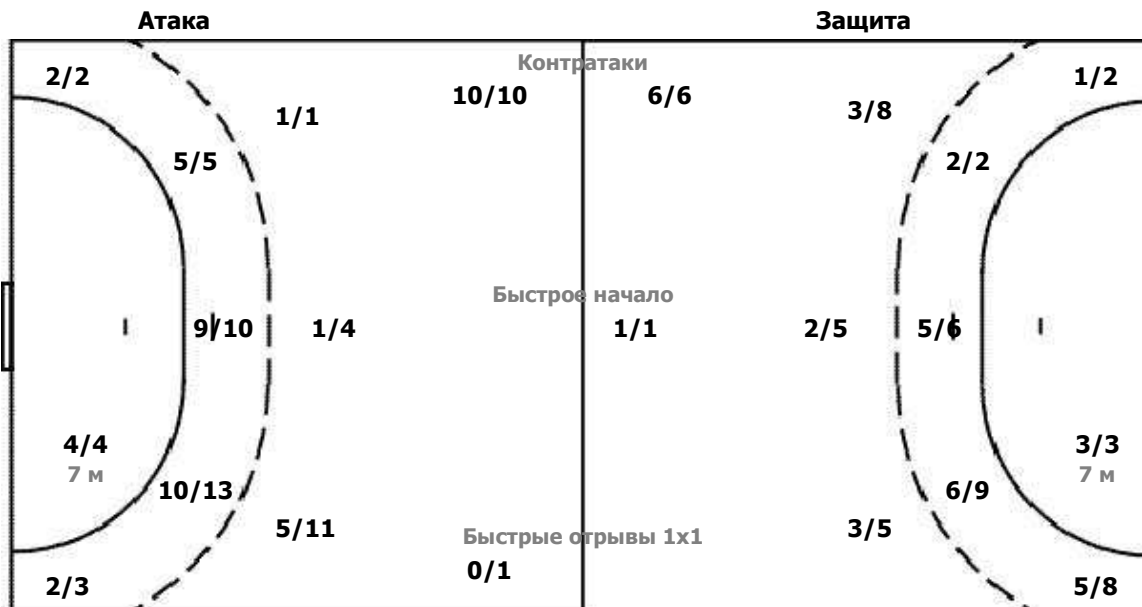 Атака Защита
Контратаки
2/2 1/2
10/10 6/6
1/1 3/8
5/5 2/2
Быстрое начало
9/10 1/4 1/1 2/5 5/6
4/4 3/3
7 м 7 м
10/13 6/9
5/11 3/5
Быстрые отрывы 1x1
0/1
2/3 5/8